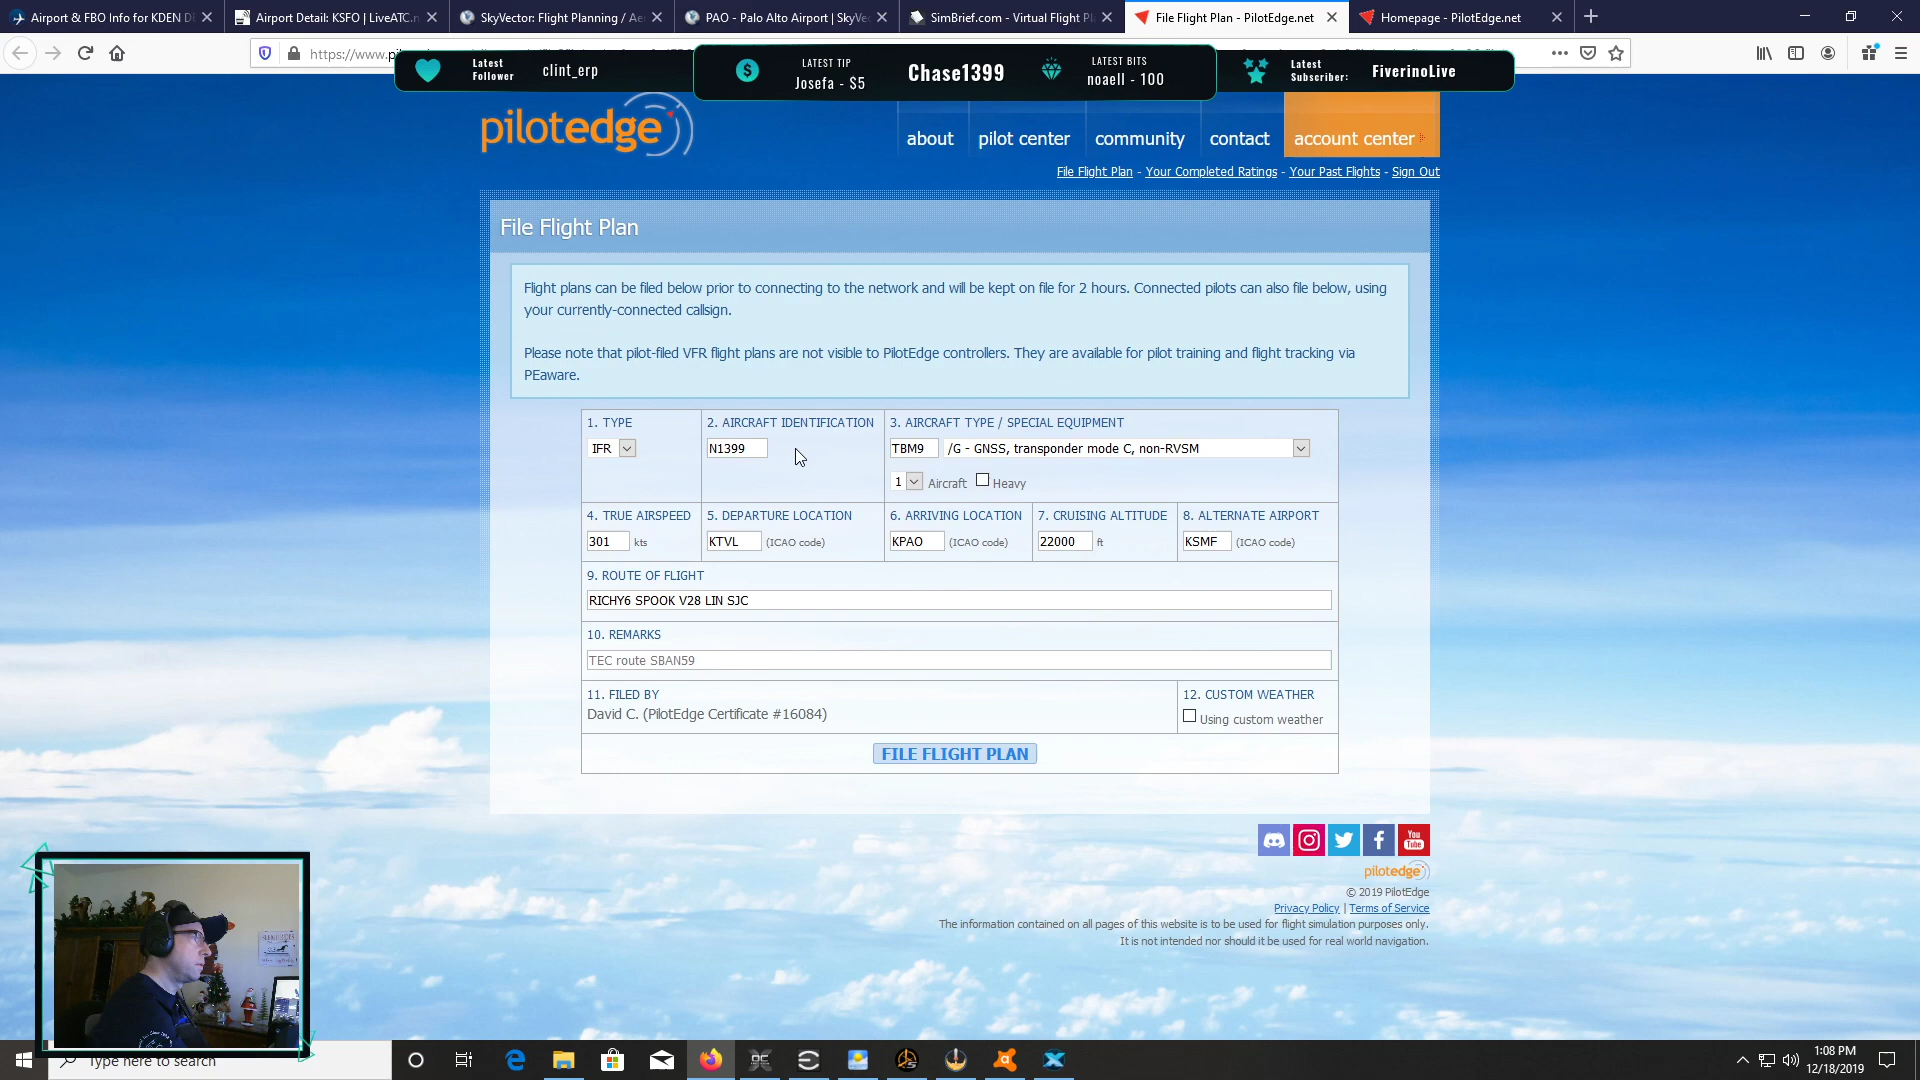 Airport & FBO Info for KDEN D
Airport Detail: KSFO | LiveATC.n
SkyVector: Flight Planning / Ae
PAO - Palo Alto Airport | SkyVe
SimBrief.com - Virtual Flight Pl
File Flight Plan - PilotEdge.net
Homepage - PilotEdge.net
https://www.pi
Latest
Follower
clint_erp
LATEST TIP
Josefa - $5
Chase1399
LATEST BITS
noaell - 100
Latest
Subscriber:
FiverinoLive
pilotedge
about
pilot center
community
contact
account center
File Flight Plan - Your Completed Ratings - Your Past Flights - Sign Out
File Flight Plan
Flight plans can be filed below prior to connecting to the network and will be kept on file for 2 hours. Connected pilots can also file below, using
your currently-connected callsign.
Please note that pilot-filed VFR flight plans are not visible to PilotEdge controllers. They are available for pilot training and flight tracking via
PEaware.
1. TYPE
2. AIRCRAFT IDENTIFICATION
3. AIRCRAFT TYPE / SPECIAL EQUIPMENT
IFR
N1399
TBM9
/G - GNSS, transponder mode C, non-RVSM
1 Aircraft Heavy
4. TRUE AIRSPEED
5. DEPARTURE LOCATION
6. ARRIVING LOCATION
7. CRUISING ALTITUDE
8. ALTERNATE AIRPORT
301 kts
KTVL (ICAO code)
KPAO (ICAO code)
22000 ft
KSMF (ICAO code)
9. ROUTE OF FLIGHT
RICHY6 SPOOK V28 LIN SJC
10. REMARKS
TEC route SBAN59
11. FILED BY
David C. (PilotEdge Certificate #16084)
12. CUSTOM WEATHER
Using custom weather
FILE FLIGHT PLAN
You
Tube
pilotedge
© 2019 PilotEdge
Privacy Policy | Terms of Service
The information contained on all pages of this website is to be used for flight simulation purposes only.
It is not intended nor should it be used for real world navigation.
Type here to search
1:08 PM
12/18/2019